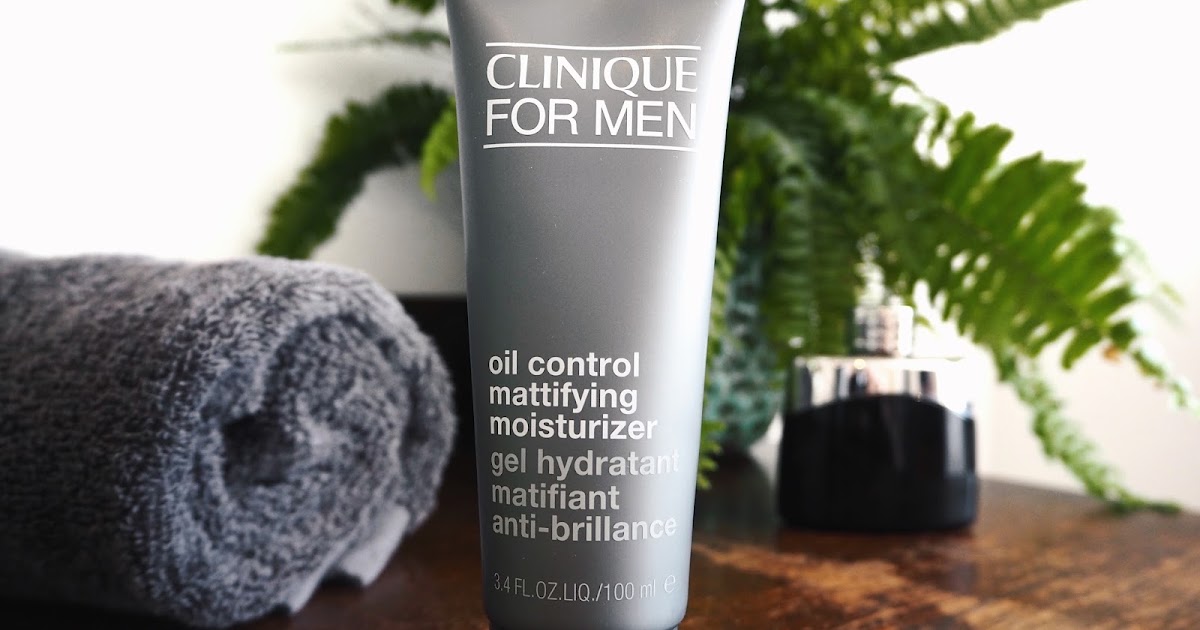 CLINIQUE
FOR MEN
oil control
mattifying
moisturizer
gel hydratant
matifiant
anti-brillance
3.4 FL.OZ.LIQ./100 ml ℮